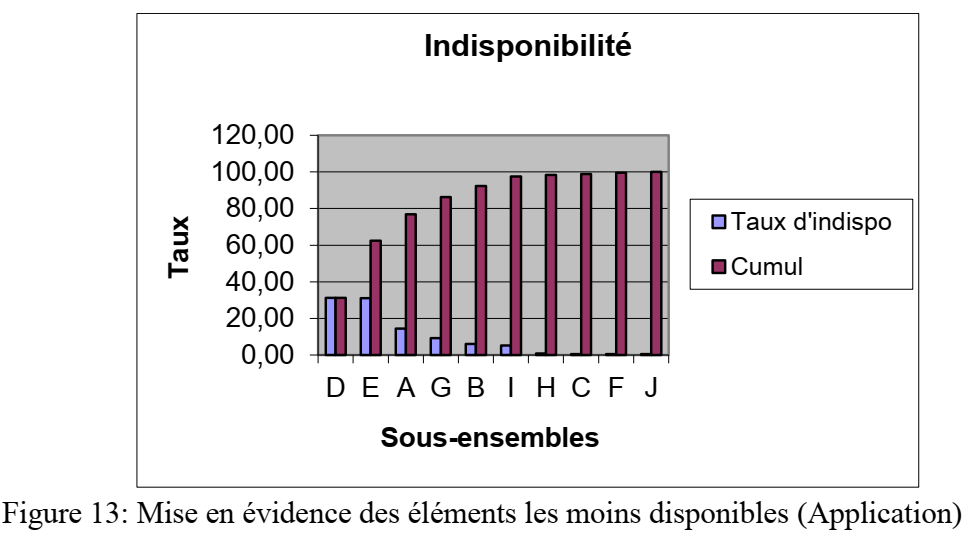 Indisponibilité
120,00
100,00
80,00
60,00
40,00
20,00
0,00
Taux
D E A G B I H C F J
Sous-ensembles
Taux d'indispo
Cumul
Figure 13: Mise en évidence des éléments les moins disponibles (Application)